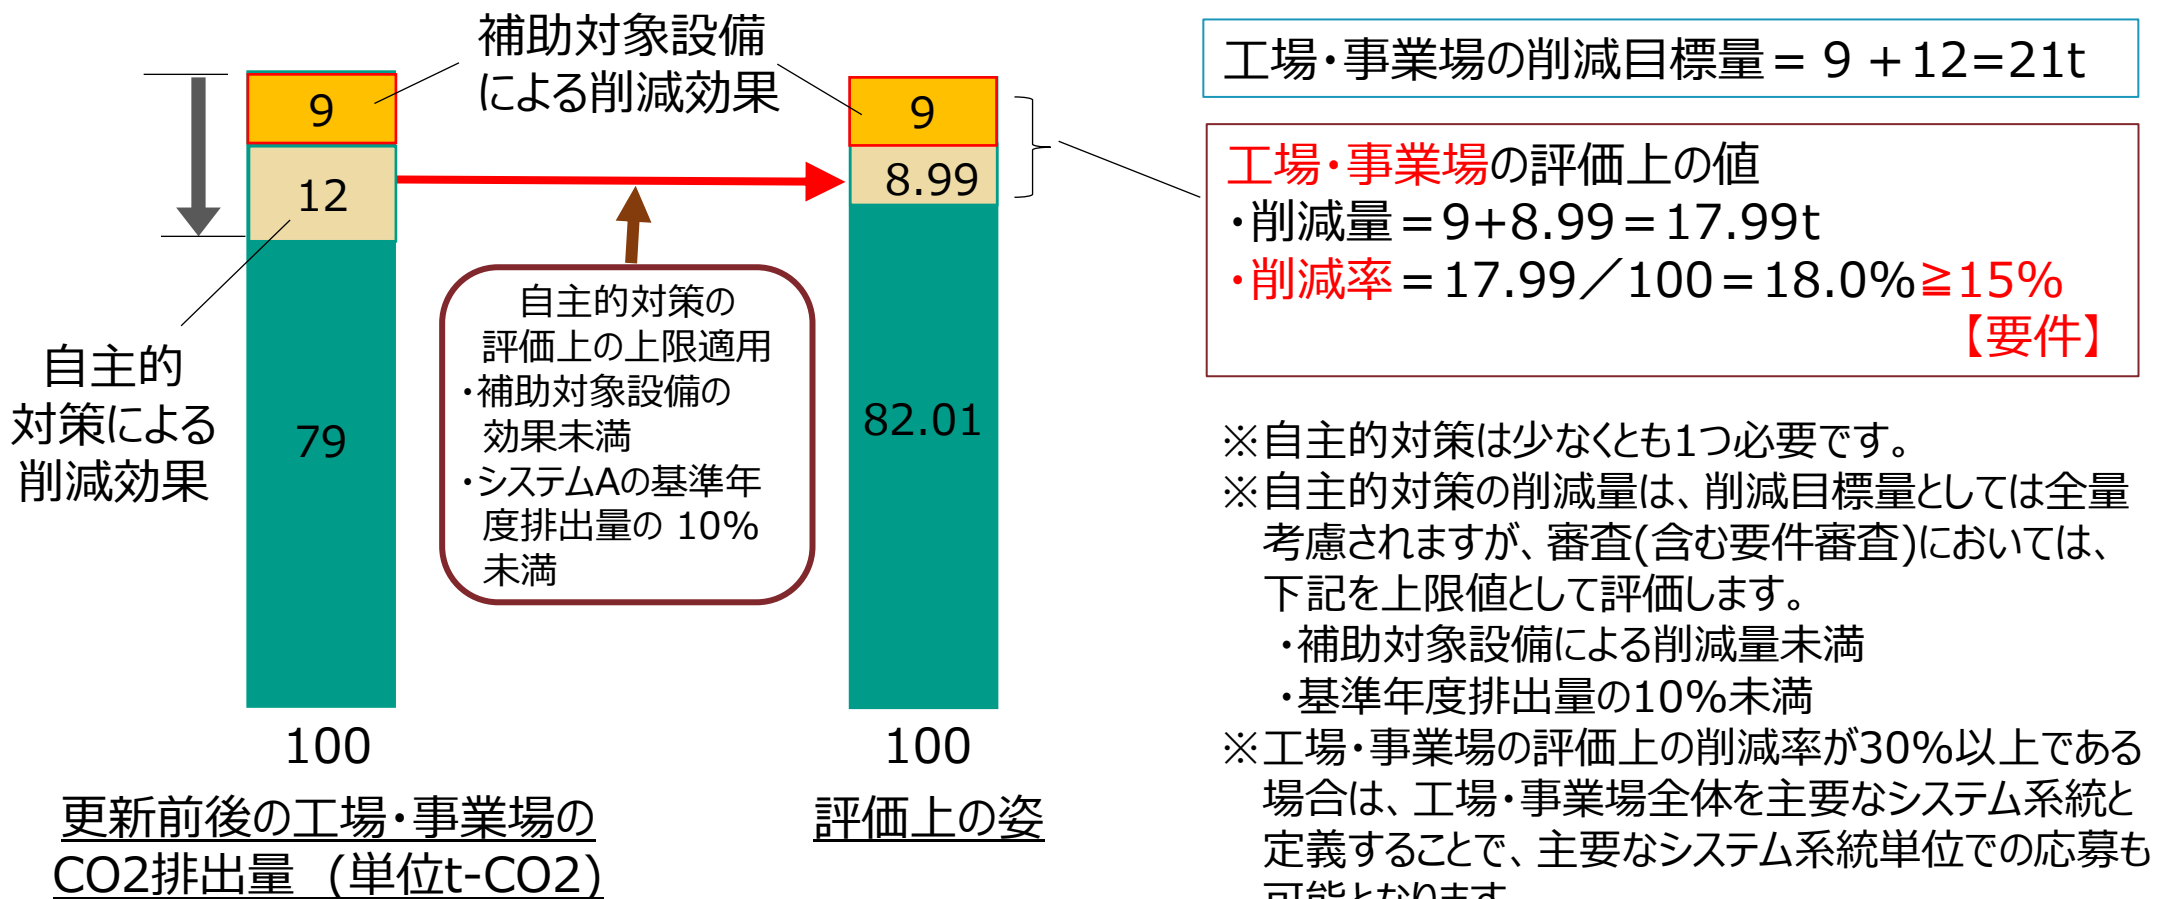 補助対象設備
による削減効果
9
12
79
100
自主的
対策による
削減効果
更新前後の工場・事業場の
CO2排出量 (単位t-CO2)
自主的対策の
評価上の上限適用
・補助対象設備の
効果未満
・システムAの基準年
度排出量の 10%
未満
9
8.99
82.01
100
評価上の姿
工場・事業場の削減目標量= 9 +12=21t
工場・事業場の評価上の値
・削減量=9+8.99=17.99t
・削減率=17.99/100=18.0%≧15%
【要件】
※自主的対策は少なくとも1つ必要です。
※自主的対策の削減量は、削減目標量としては全量
考慮されますが、審査(含む要件審査)においては、
下記を上限値として評価します。
・補助対象設備による削減量未満
・基準年度排出量の10%未満
※工場・事業場の評価上の削減率が30%以上である
場合は、工場・事業場全体を主要なシステム系統と
定義することで、主要なシステム系統単位での応募も
可能となります